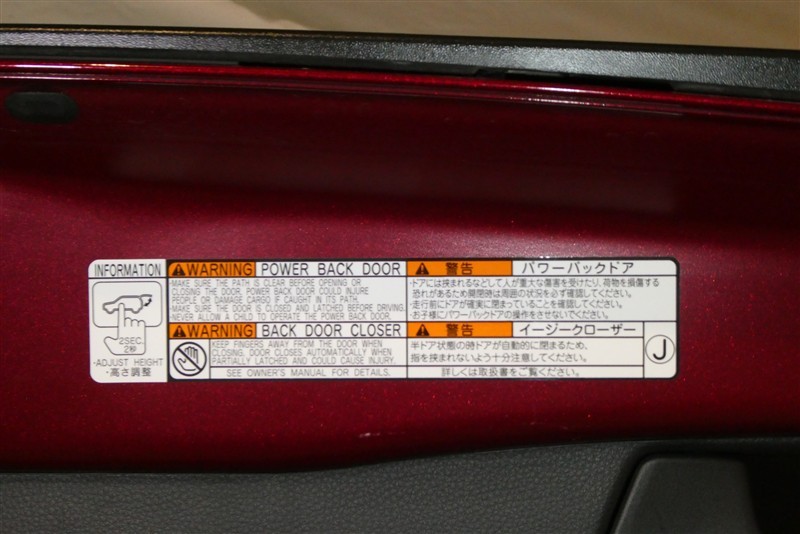 INFORMATION
2SEC.
2秒
·ADJUST HEIGHT
·高さ調整
WARNING POWER BACK DOOR
·MAKE SURE THE PATH IS CLEAR BEFORE OPENING OR
CLOSING THE DOOR. POWER BACK DOOR COULD INJURE
PEOPLE OR DAMAGE CARGO IF CAUGHT IN ITS PATH.
·MAKE SURE THE DOOR IS CLOSED AND LATCHED BEFORE DRIVING.
·NEVER ALLOW A CHILD TO OPERATE THE POWER BACK DOOR.
警告 パワーバックドア
·ドアには挟まれるなどして人が重大な傷害を受けたり、荷物を損傷する
恐れがあるため開閉時は周囲の状況を必ず確認してください。
·走行前にドアが確実に閉まっていることを確認してください。
·お子様にパワーバックドアの操作をさせないでください。
WARNING BACK DOOR CLOSER
KEEP FINGERS AWAY FROM THE DOOR WHEN
CLOSING. DOOR CLOSES AUTOMATICALLY WHEN
PARTIALLY LATCHED AND COULD CAUSE INJURY.
SEE OWNER'S MANUAL FOR DETAILS.
警告 イージークローザー
半ドア状態の時ドアが自動的に閉まるため、
指を挟まれないよう十分注意してください。
詳しくは取扱書をご覧ください。
J